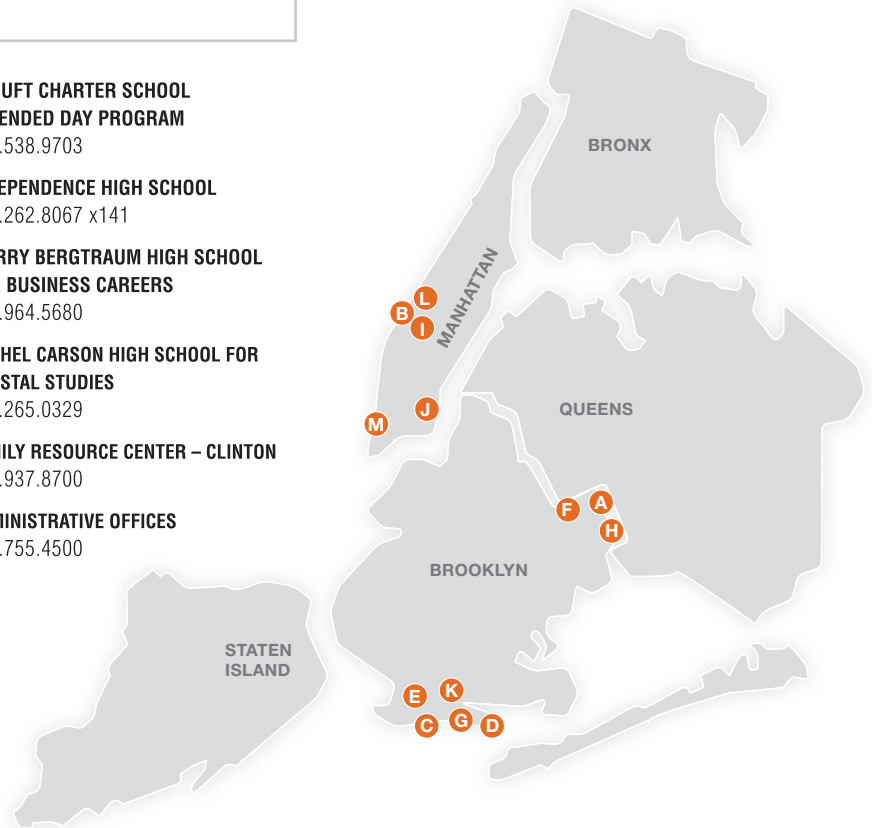 UFT CHARTER SCHOOL
ENDED DAY PROGRAM
.538.9703
EPENDENCE HIGH SCHOOL
.262.8067 x141
RRY BERGTRAUM HIGH SCHOOL
BUSINESS CAREERS
.964.5680
HEL CARSON HIGH SCHOOL FOR
STAL STUDIES
.265.0329
ILY RESOURCE CENTER – CLINTON
.937.8700
MINISTRATIVE OFFICES
.755.4500
BRONX
MANHATTAN
L
B
I
J
M
QUEENS
F
A
H
BROOKLYN
STATEN
ISLAND
E
K
C
G
D